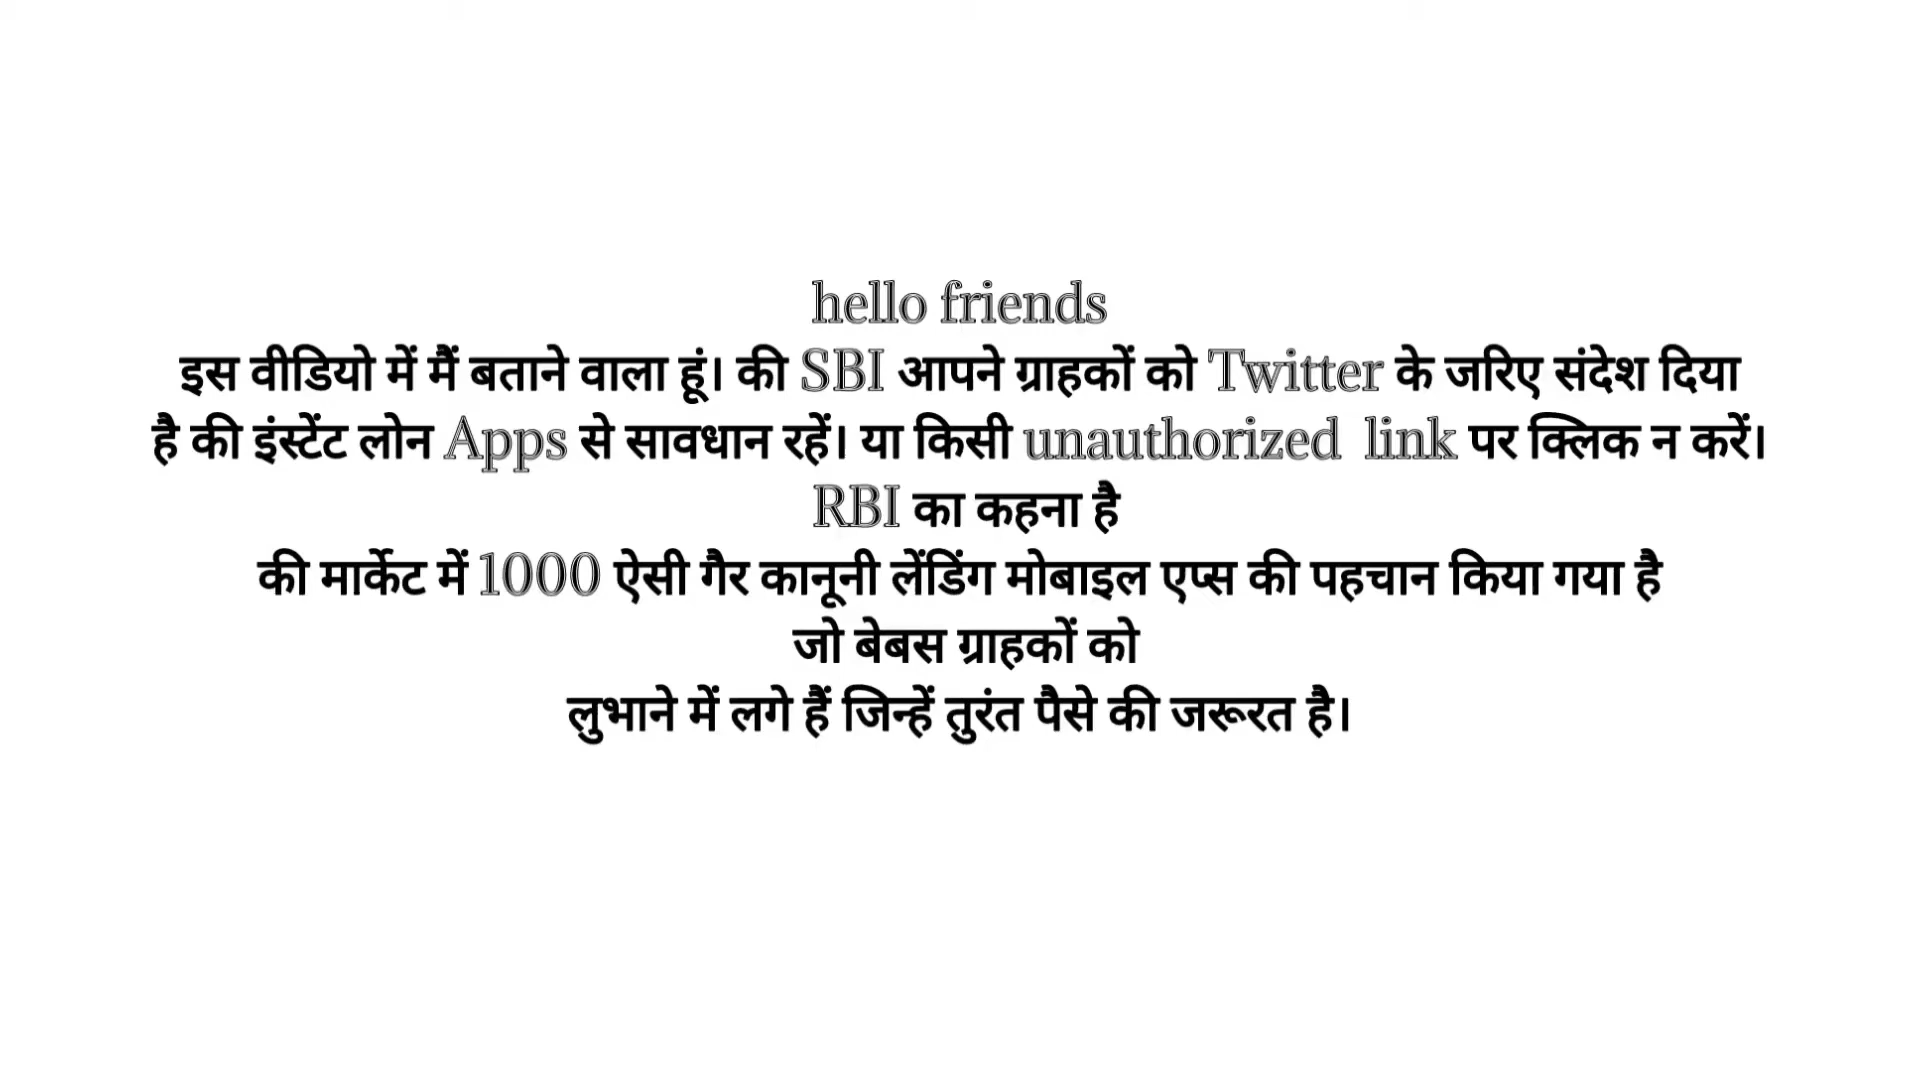 hello friends
इस वीडियो में मैं बताने वाला हूं। की SBI आपने ग्राहकों को Twitter के जरिए संदेश दिया
है की इंस्टेंट लोन Apps से सावधान रहें। या किसी unauthorized link पर क्लिक न करें।
RBI का कहना है
की मार्केट में 1000 ऐसी गैर कानूनी लेंडिंग मोबाइल एप्स की पहचान किया गया है
जो बेबस ग्राहकों को
लुभाने में लगे हैं जिन्हें तुरंत पैसे की जरूरत है।